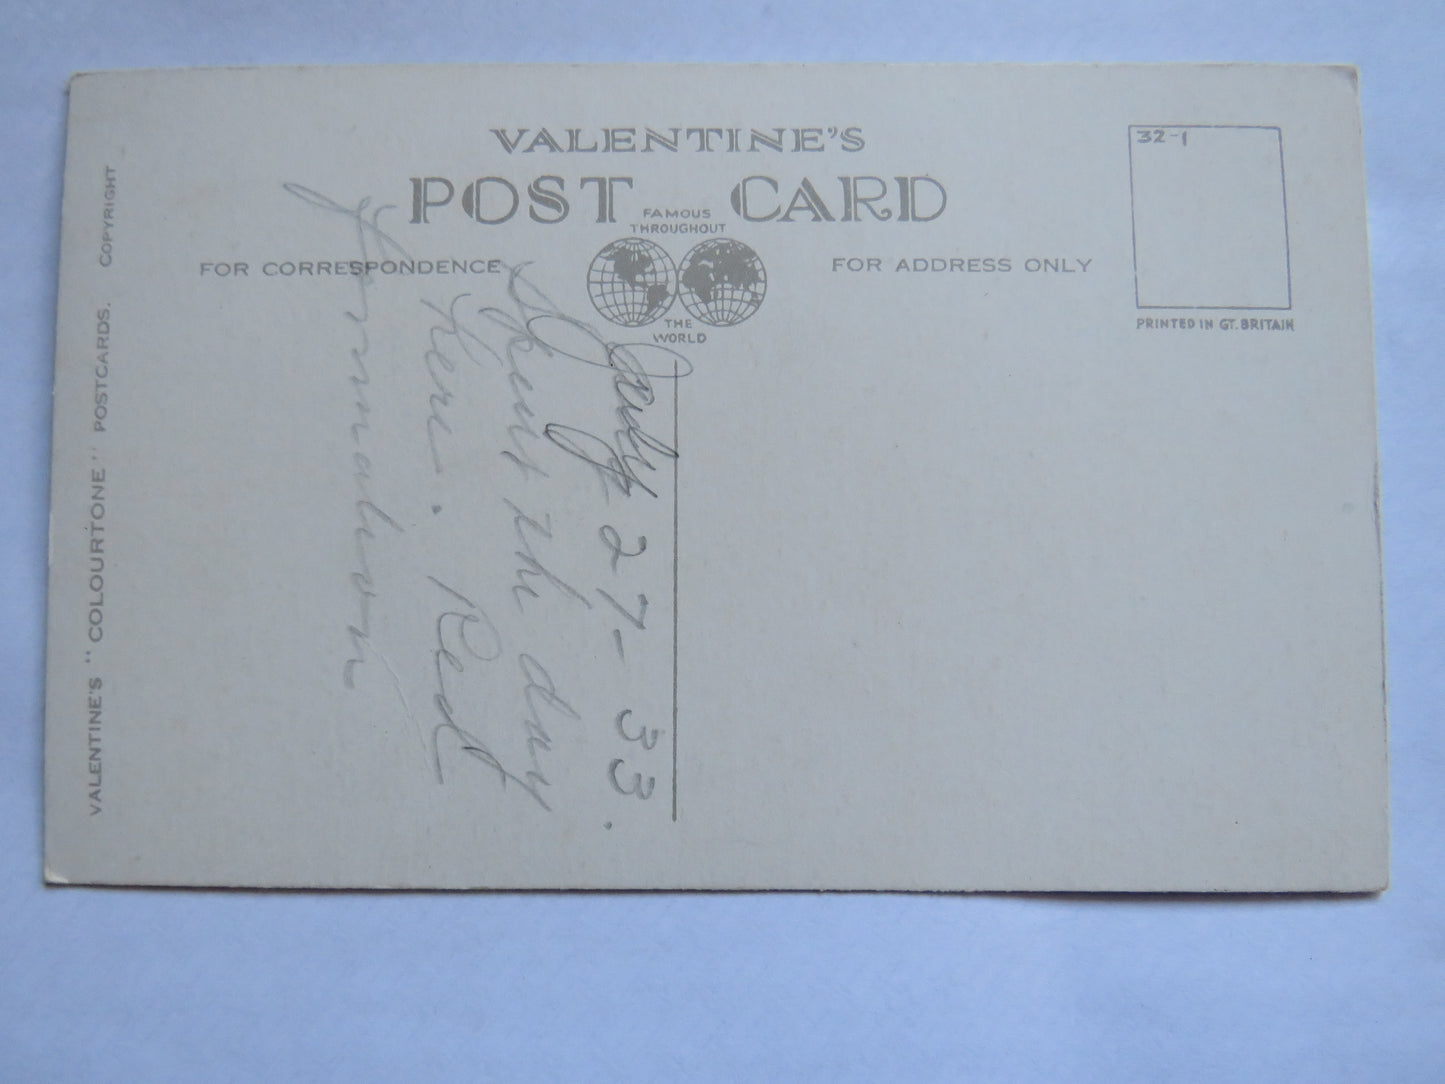 VALENTINE'S
POST CARD
FAMOUS
THROUGHOUT
THE
WORLD
FOR CORRESPONDENCE
FOR ADDRESS ONLY
32-1
PRINTED IN GT. BRITAIN
VALENTINE'S "COLOURTONE" POSTCARDS. COPYRIGHT
July 27-33.
Spent the day
here. Red